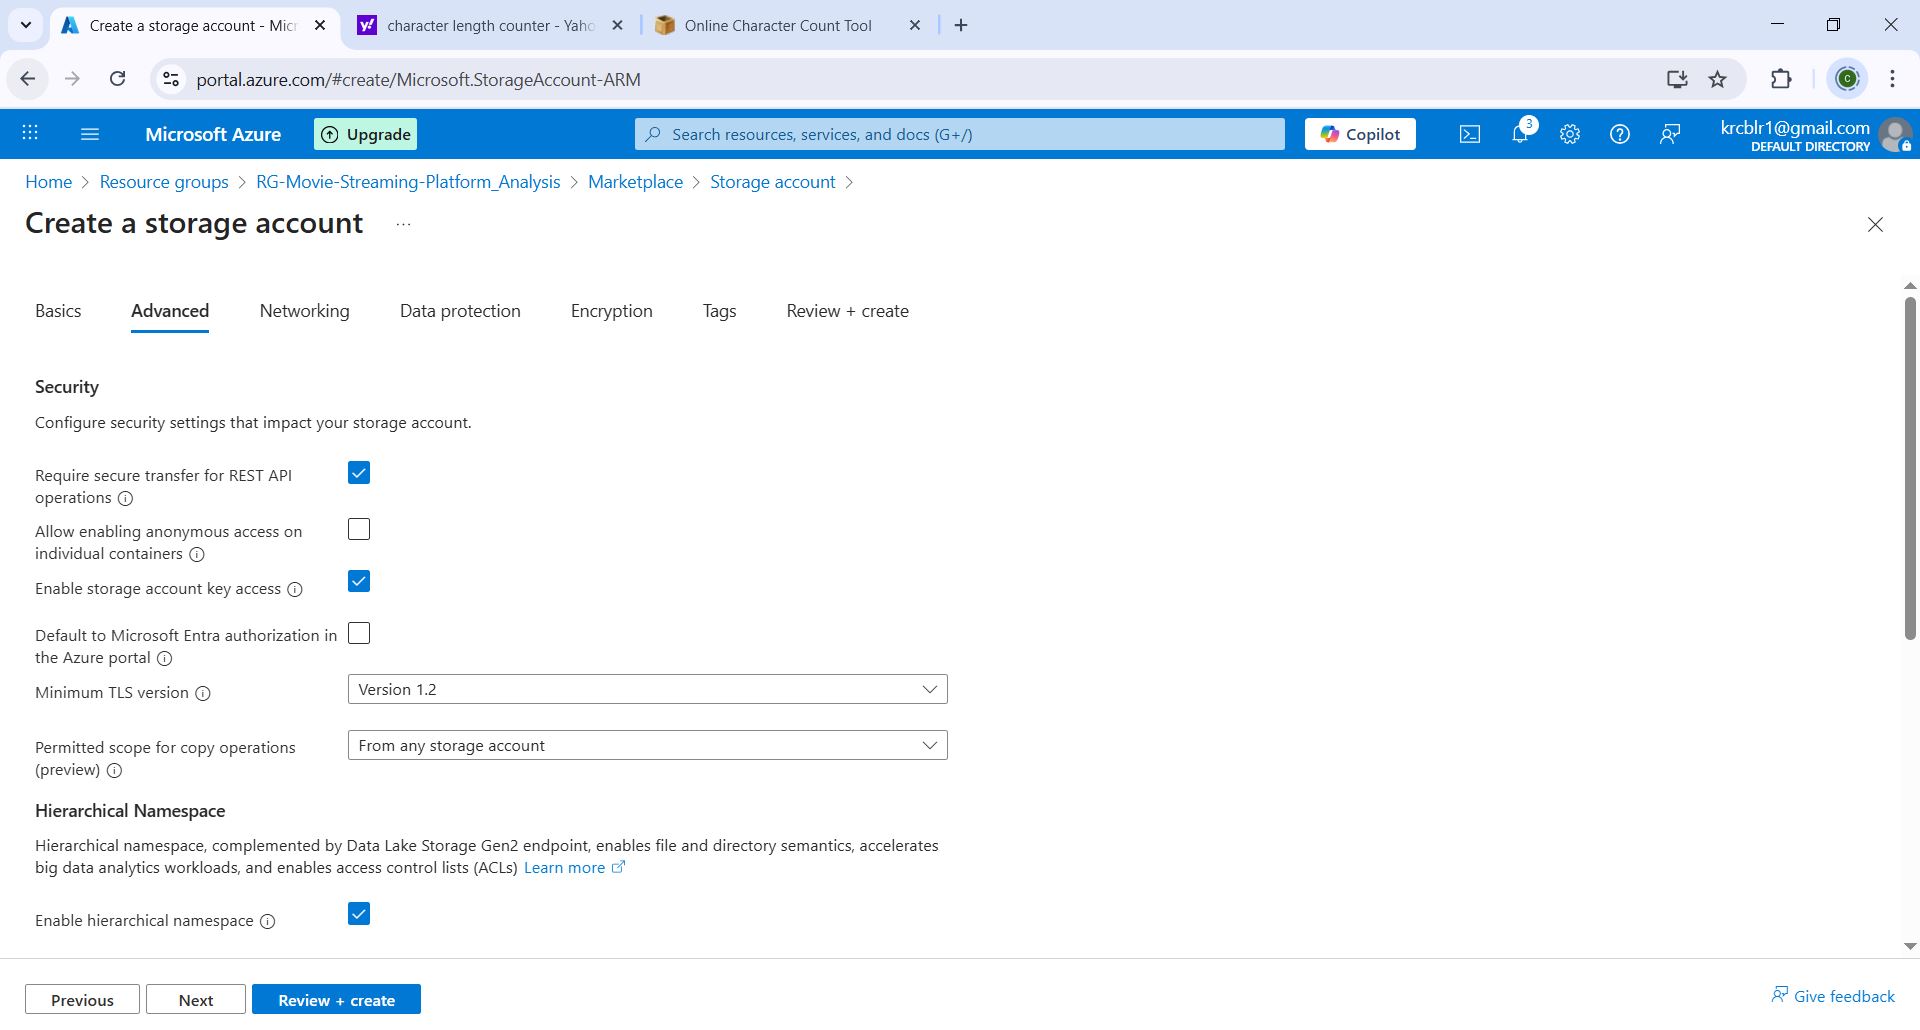 Create a storage account - Micr
character length counter - Yaho
Online Character Count Tool
portal.azure.com/#create/Microsoft.StorageAccount-ARM
C
Microsoft Azure
Upgrade
Search resources, services, and docs (G+/)
Copilot
3
krcblr1@gmail.com
DEFAULT DIRECTORY
Home > Resource groups > RG-Movie-Streaming-Platform_Analysis > Marketplace > Storage account >
Create a storage account ...
Basics Advanced Networking Data protection Encryption Tags Review + create
Security
Configure security settings that impact your storage account.
Require secure transfer for REST API
operations
Allow enabling anonymous access on
individual containers
Enable storage account key access
Default to Microsoft Entra authorization in
the Azure portal
Minimum TLS version
Version 1.2
Permitted scope for copy operations
(preview)
From any storage account
Hierarchical Namespace
Hierarchical namespace, complemented by Data Lake Storage Gen2 endpoint, enables file and directory semantics, accelerates
big data analytics workloads, and enables access control lists (ACLs) Learn more
Enable hierarchical namespace
Previous Next Review + create
Give feedback